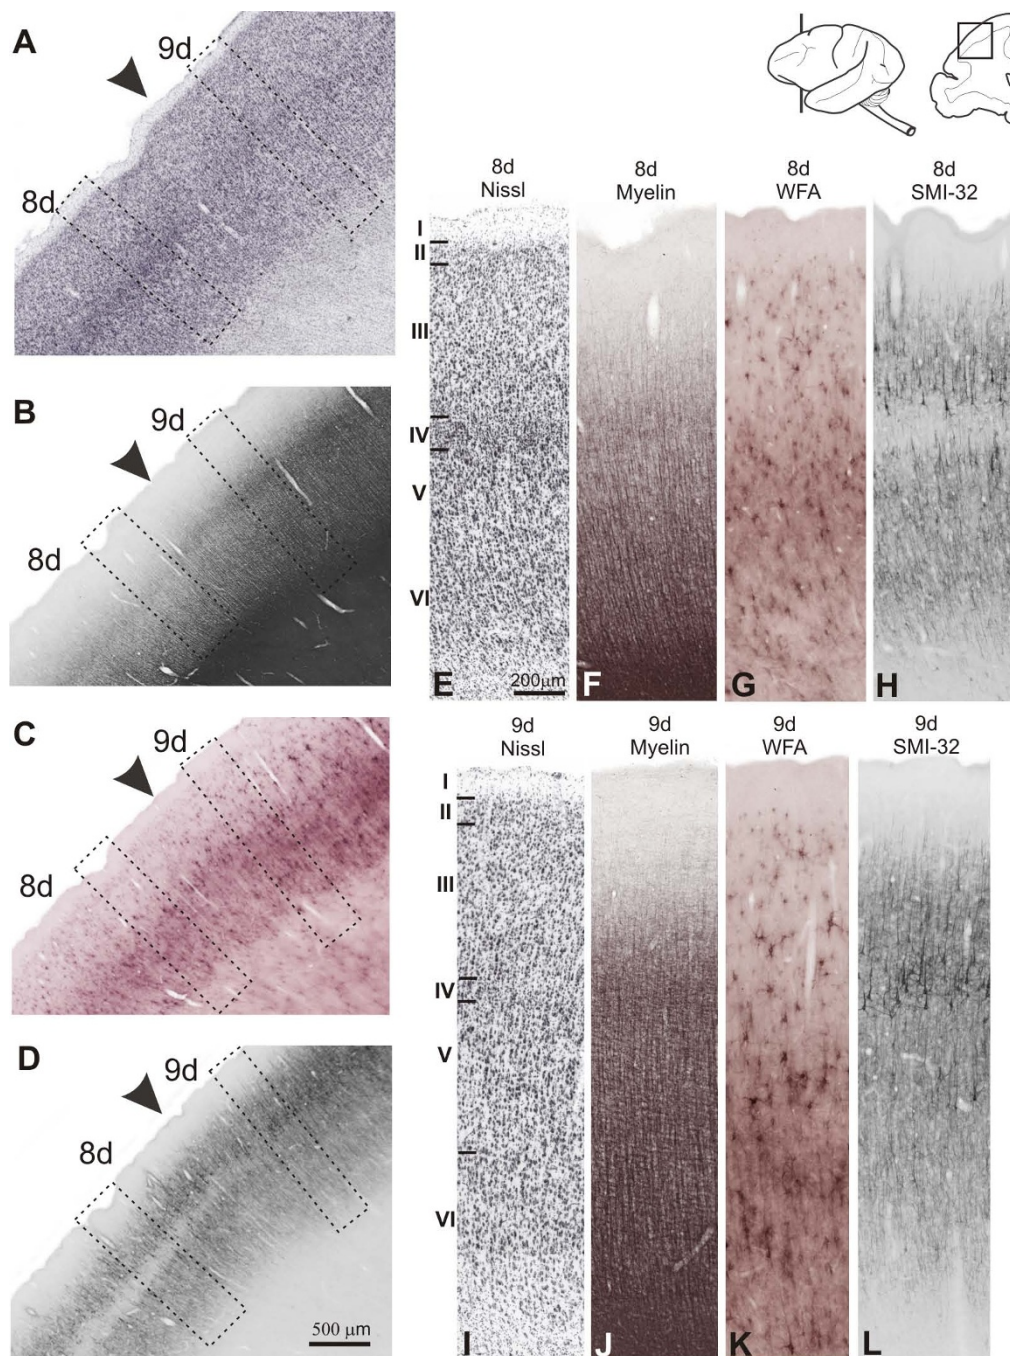 A
9d
8d
B
9d
8d
C
9d
8d
D
9d
8d
500 µm
8d
Nissl
8d
Myelin
8d
WFA
8d
SMI-32
I
II
III
IV
V
VI
E
200µm
F
G
H
9d
Nissl
9d
Myelin
9d
WFA
9d
SMI-32
I
II
III
IV
V
VI
I
J
K
L